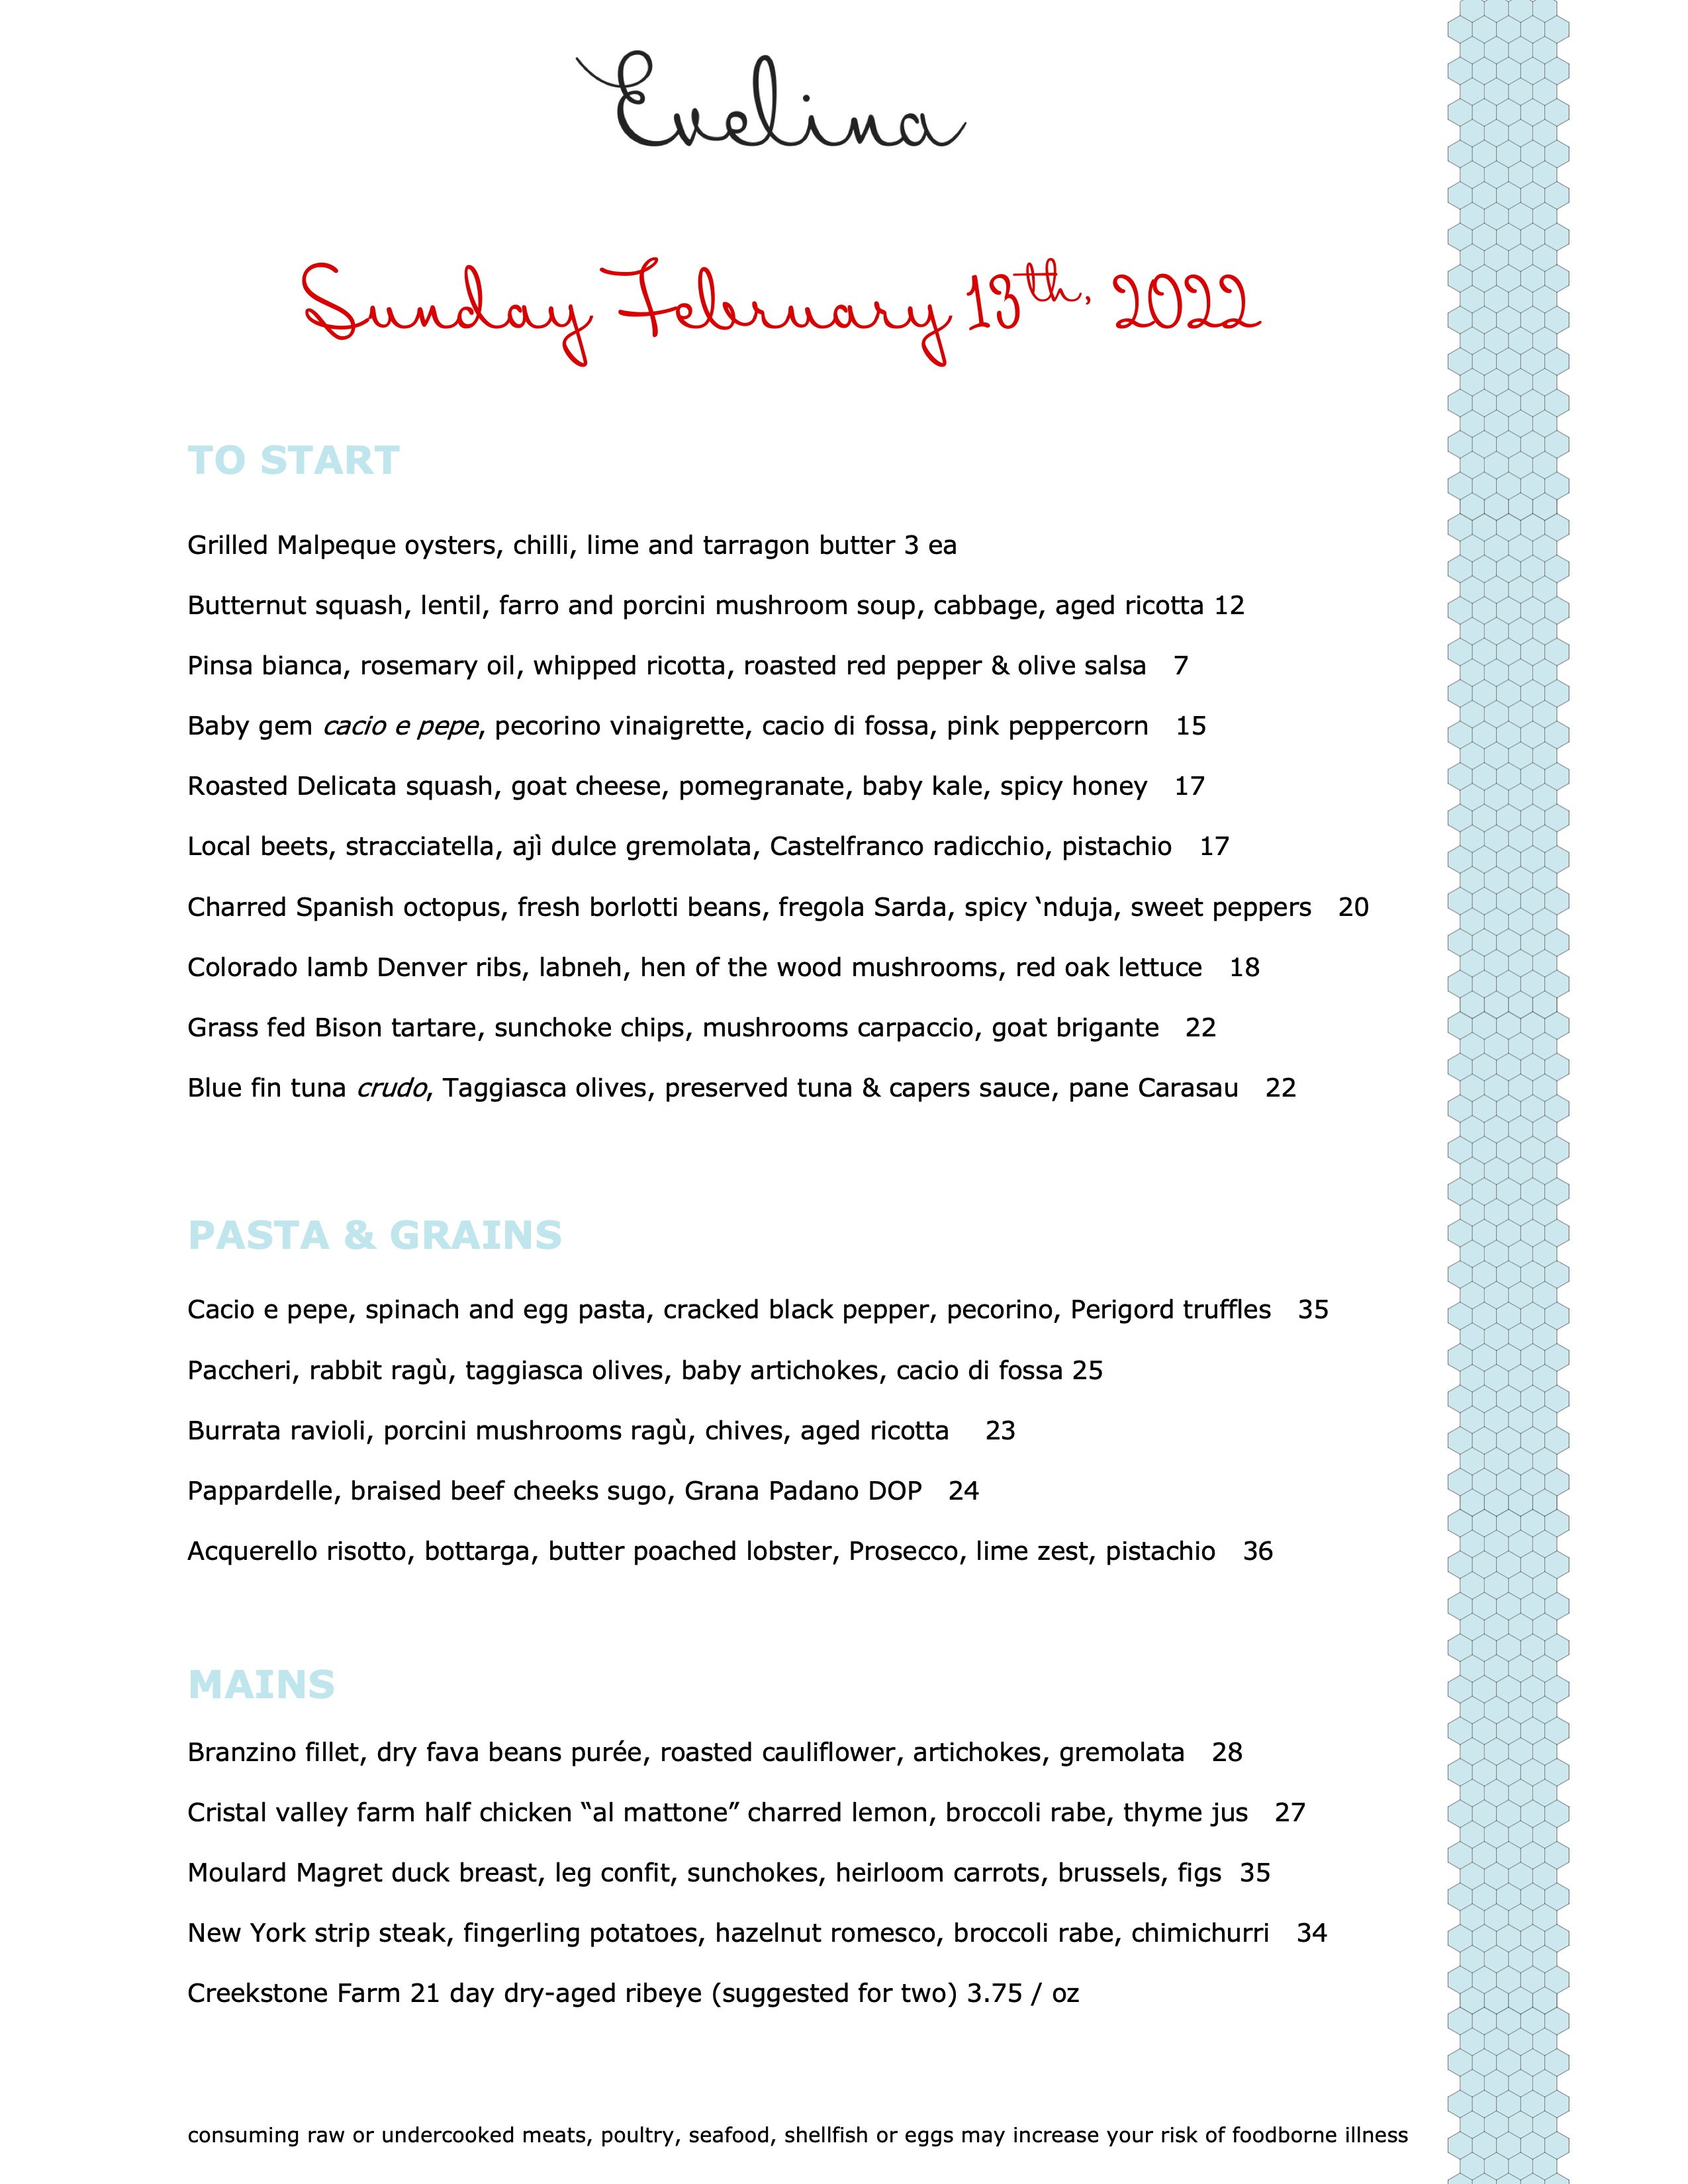 Evelina
Sunday February 13th, 2022
TO START
Grilled Malpeque oysters, chilli, lime and tarragon butter 3 ea
Butternut squash, lentil, farro and porcini mushroom soup, cabbage, aged ricotta 12
Pinsa bianca, rosemary oil, whipped ricotta, roasted red pepper & olive salsa 7
Baby gem cacio e pepe, pecorino vinaigrette, cacio di fossa, pink peppercorn 15
Roasted Delicata squash, goat cheese, pomegranate, baby kale, spicy honey 17
Local beets, stracciatella, ajì dulce gremolata, Castelfranco radicchio, pistachio 17
Charred Spanish octopus, fresh borlotti beans, fregola Sarda, spicy ‘nduja, sweet peppers 20
Colorado lamb Denver ribs, labneh, hen of the wood mushrooms, red oak lettuce 18
Grass fed Bison tartare, sunchoke chips, mushrooms carpaccio, goat brigante 22
Blue fin tuna crudo, Taggiasca olives, preserved tuna & capers sauce, pane Carasau 22
PASTA & GRAINS
Cacio e pepe, spinach and egg pasta, cracked black pepper, pecorino, Perigord truffles 35
Paccheri, rabbit ragù, taggiasca olives, baby artichokes, cacio di fossa 25
Burrata ravioli, porcini mushrooms ragù, chives, aged ricotta 23
Pappardelle, braised beef cheeks sugo, Grana Padano DOP 24
Acquerello risotto, bottarga, butter poached lobster, Prosecco, lime zest, pistachio 36
MAINS
Branzino fillet, dry fava beans purée, roasted cauliflower, artichokes, gremolata 28
Cristal valley farm half chicken “al mattone” charred lemon, broccoli rabe, thyme jus 27
Moulard Magret duck breast, leg confit, sunchokes, heirloom carrots, brussels, figs 35
New York strip steak, fingerling potatoes, hazelnut romesco, broccoli rabe, chimichurri 34
Creekstone Farm 21 day dry-aged ribeye (suggested for two) 3.75 / oz
consuming raw or undercooked meats, poultry, seafood, shellfish or eggs may increase your risk of foodborne illness